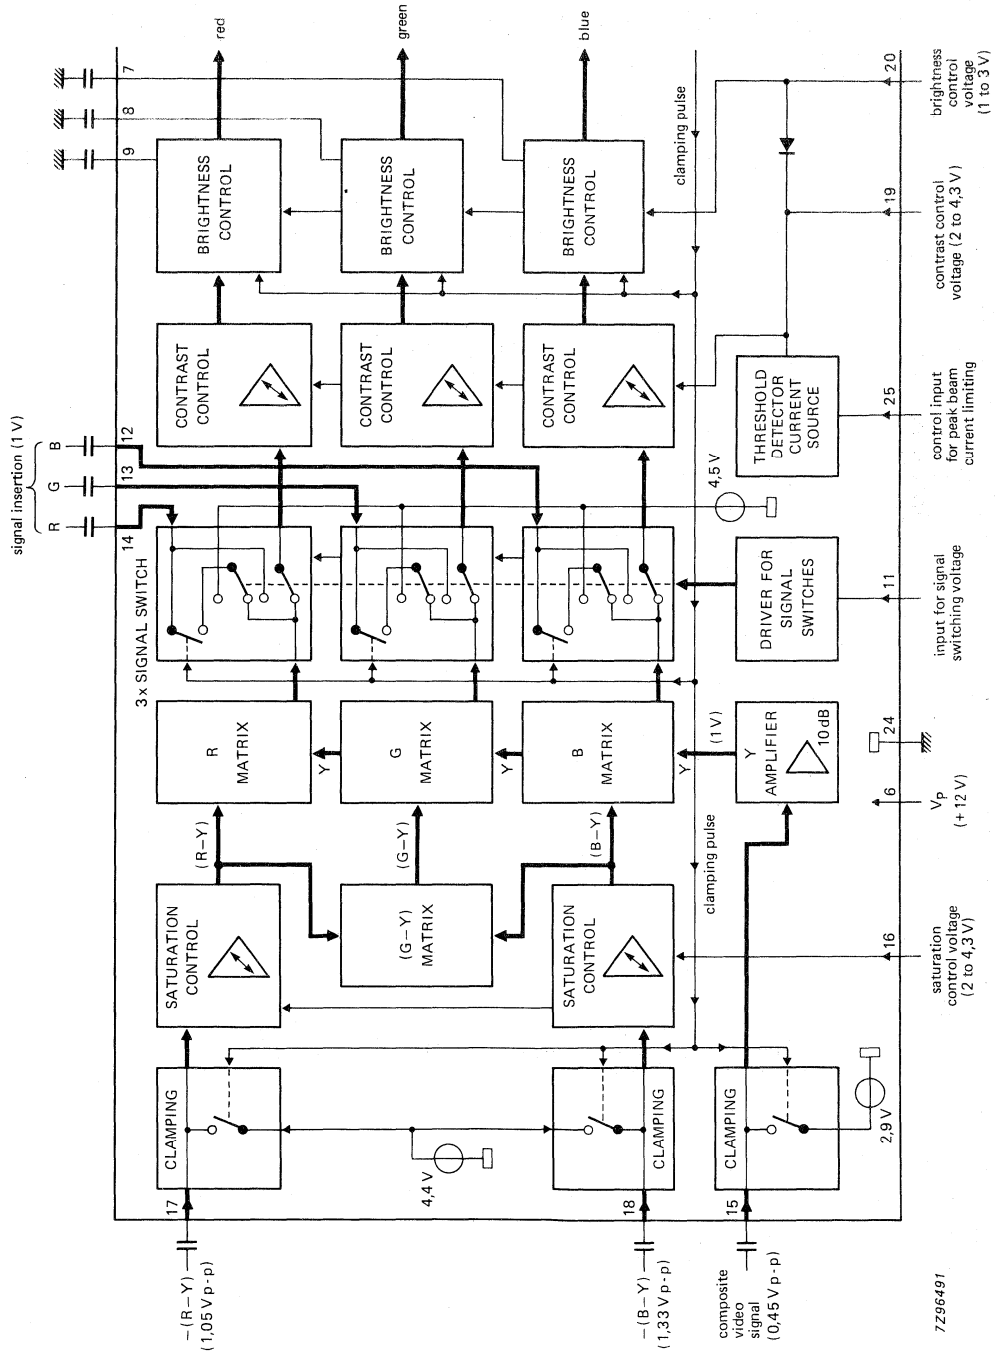 signal insertion (1 V)
R
G
B
14
13
12
9
8
7
red
green
blue
–(R–Y)
(1,05 V p-p)
17
CLAMPING
SATURATION
CONTROL
(R–Y)
R
MATRIX
3x SIGNAL SWITCH
CONTRAST
CONTROL
BRIGHTNESS
CONTROL
4,4 V
(G–Y)
MATRIX
(G–Y)
Y
G
MATRIX
CONTRAST
CONTROL
BRIGHTNESS
CONTROL
–(B–Y)
(1,33 V p-p)
18
CLAMPING
SATURATION
CONTROL
(B–Y)
Y
B
MATRIX
CONTRAST
CONTROL
BRIGHTNESS
CONTROL
clamping pulse
Y
(1 V)
4,5 V
clamping pulse
composite
video
signal
(0,45 V p-p)
15
CLAMPING
2,9 V
Y
AMPLIFIER
10 dB
DRIVER FOR
SIGNAL
SWITCHES
THRESHOLD
DETECTOR
CURRENT
SOURCE
16
6
24
11
25
19
20
saturation
control voltage
(2 to 4,3 V)
Vp
(+ 12 V)
input for signal
switching voltage
control input
for peak beam
current limiting
contrast control
voltage (2 to 4,3 V)
brightness
control
voltage
(1 to 3 V)
7Z96491